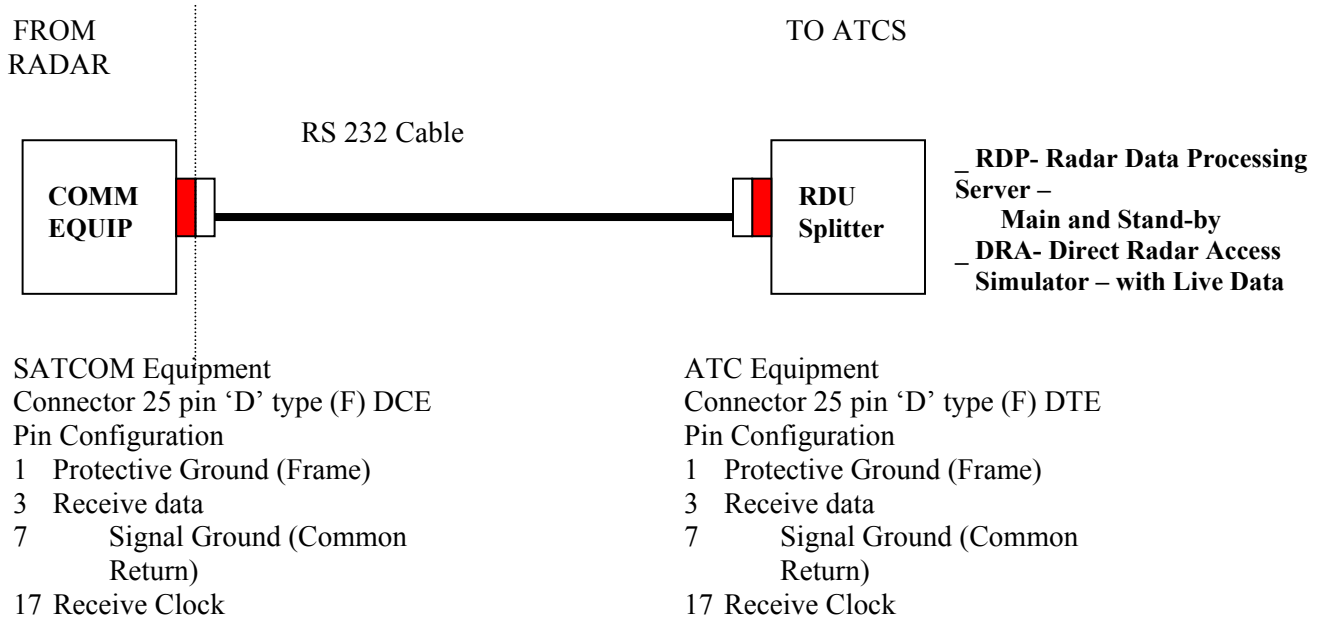 FROM
RADAR
TO ATCS
RS 232 Cable
COMM
EQUIP
RDU
Splitter
_ RDP- Radar Data Processing
Server –
Main and Stand-by
_ DRA- Direct Radar Access
Simulator – with Live Data
SATCOM Equipment
Connector 25 pin ‘D’ type (F) DCE
Pin Configuration
1 Protective Ground (Frame)
3 Receive data
7 Signal Ground (Common
Return)
17 Receive Clock
ATC Equipment
Connector 25 pin ‘D’ type (F) DTE
Pin Configuration
1 Protective Ground (Frame)
3 Receive data
7 Signal Ground (Common
Return)
17 Receive Clock